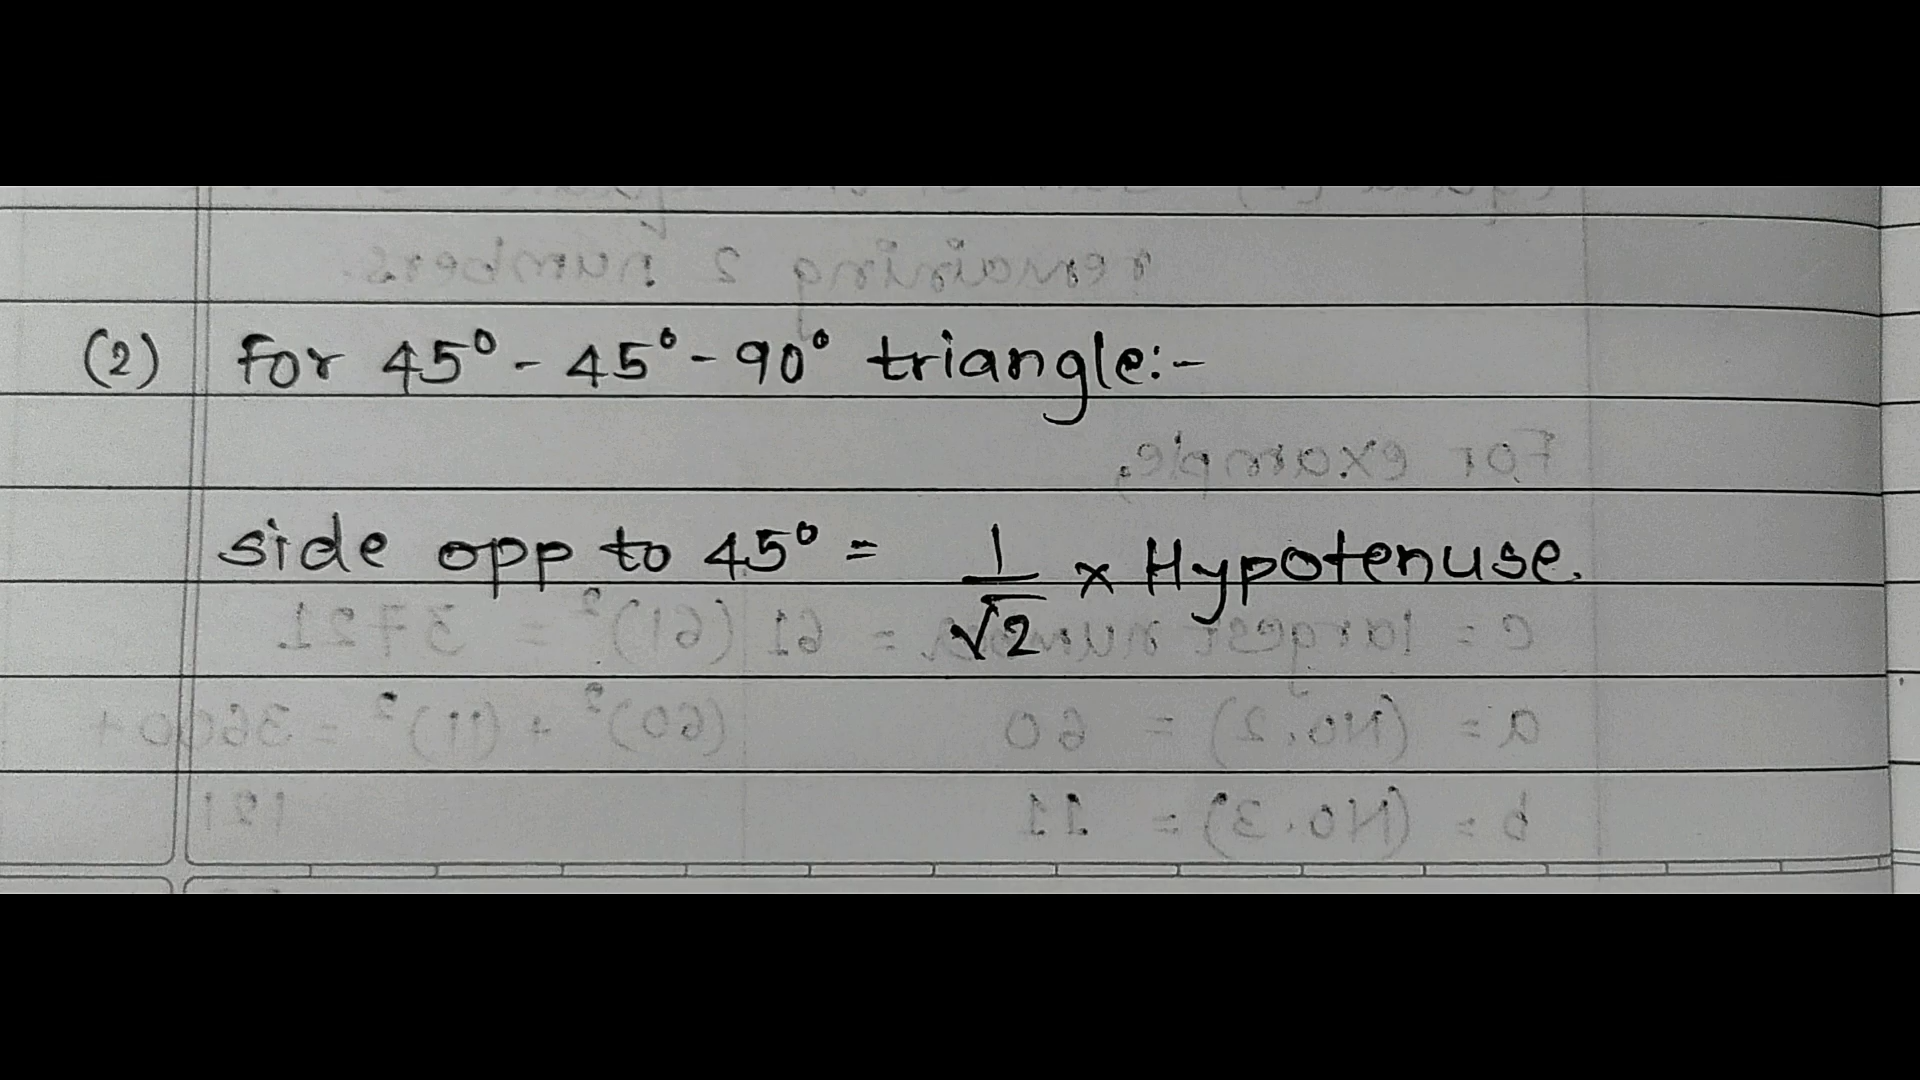 (2) For 45° - 45° - 90° triangle:-
side opp to 45° = 1/√2 × Hypotenuse.